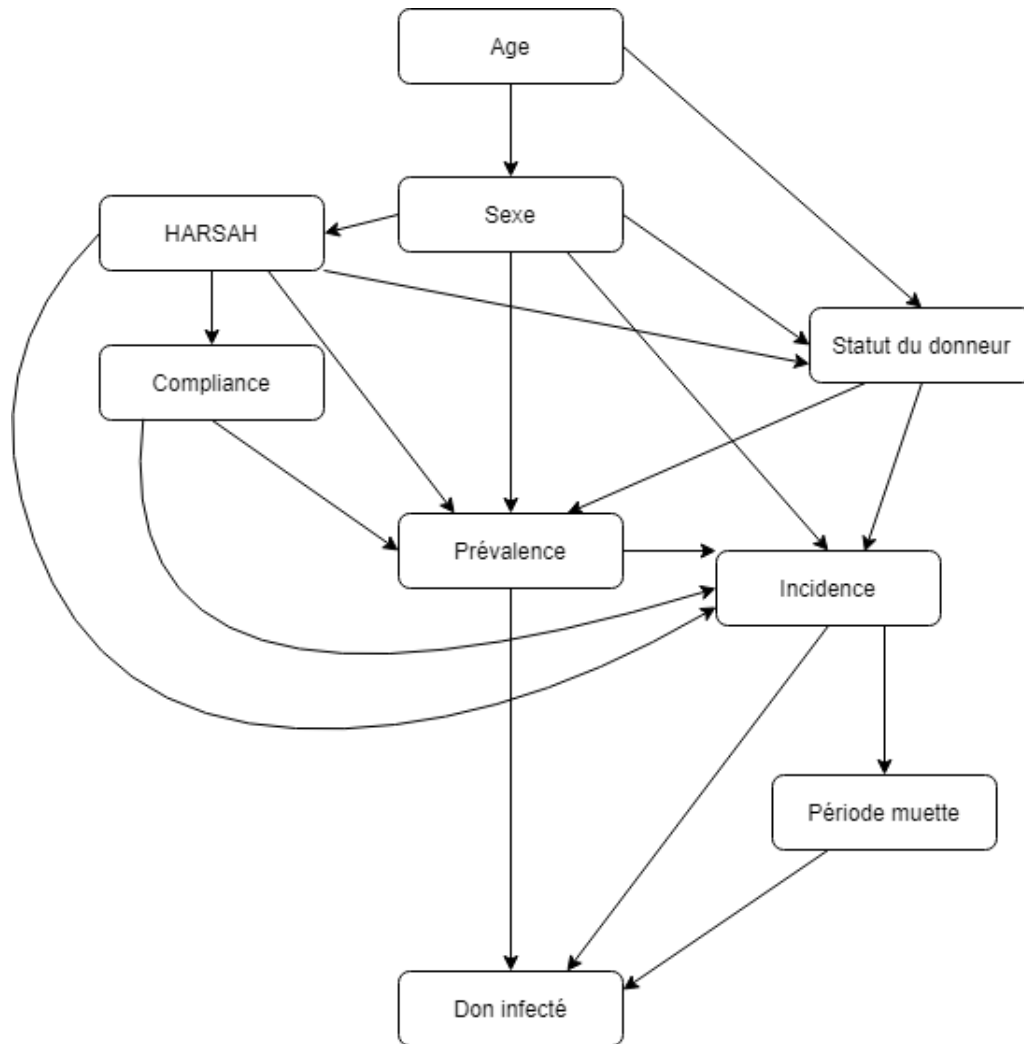 Age
Sexe
HARSAH
Statut du donneur
Compliance
Prévalence
Incidence
Période muette
Don infecté